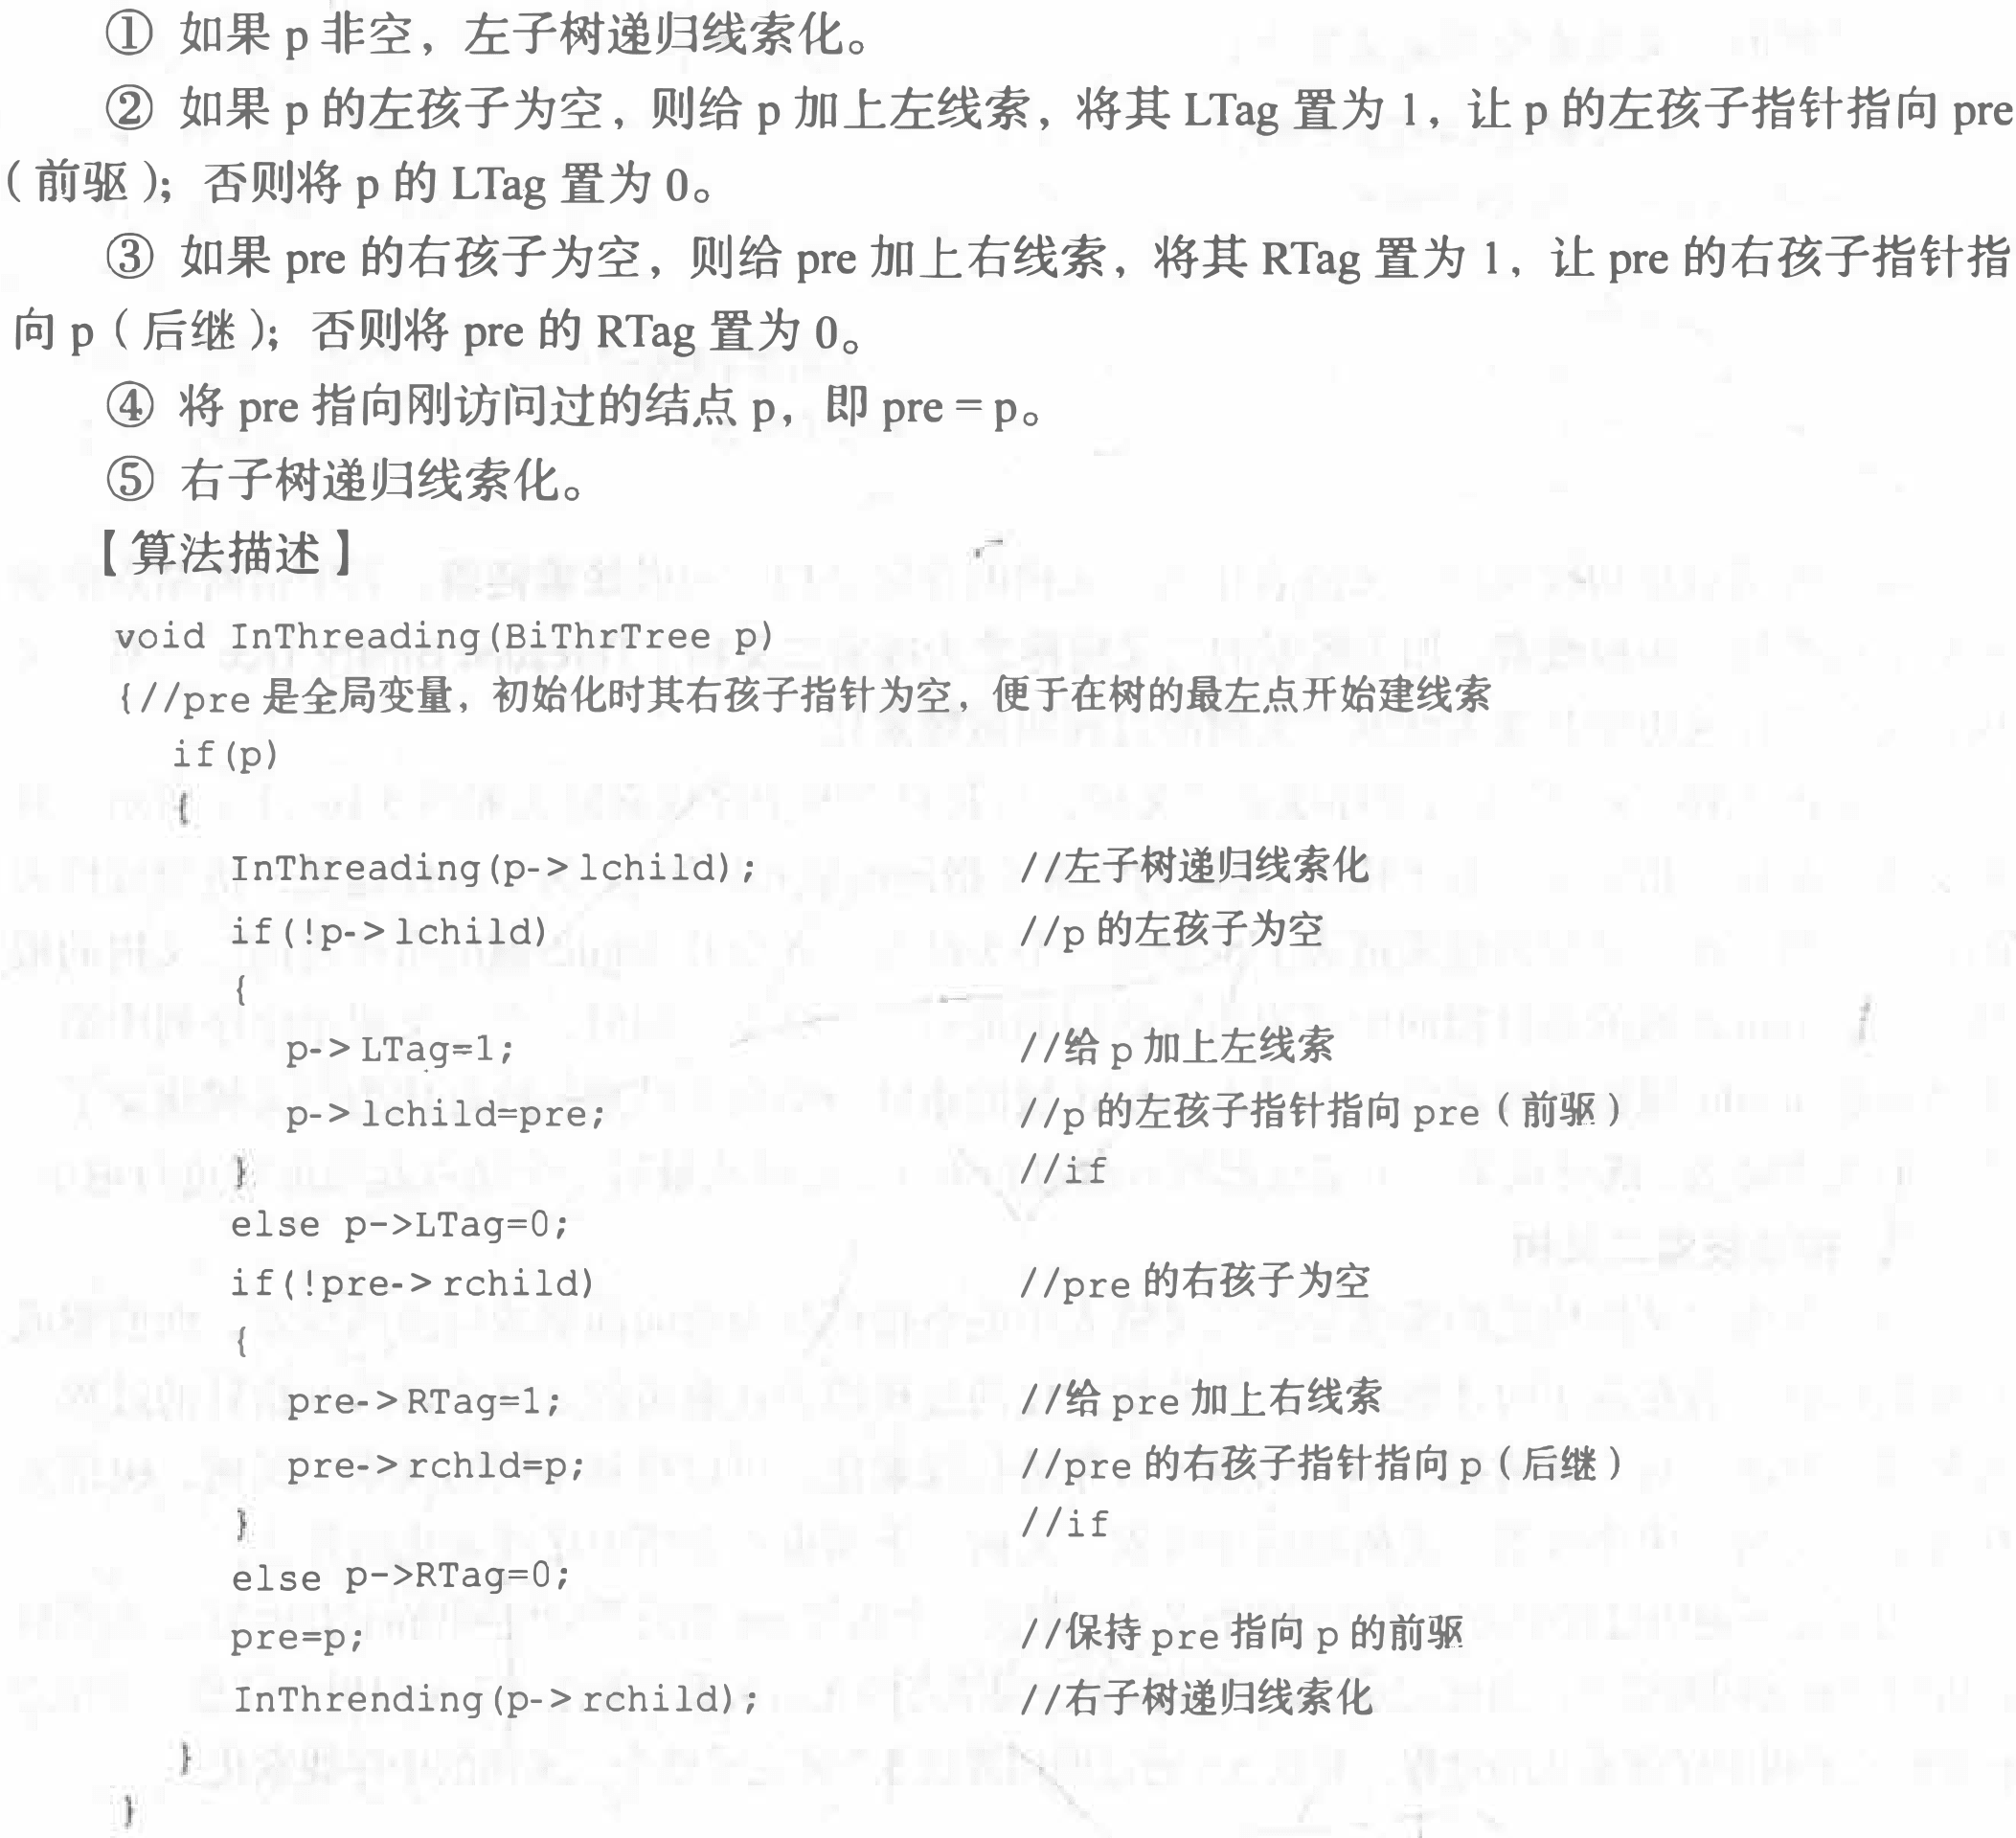 ① 如果 p 非空，左子树递归线索化。
② 如果 p 的左孩子为空，则给 p 加上左线索，将其 LTag 置为 1，让 p 的左孩子指针指向 pre
（前驱）；否则将 p 的 LTag 置为 0。
③ 如果 pre 的右孩子为空，则给 pre 加上右线索，将其 RTag 置为 1，让 pre 的右孩子指针指
向 p（后继）；否则将 pre 的 RTag 置为 0。
④ 将 pre 指向刚访问过的结点 p，即 pre = p。
⑤ 右子树递归线索化。
【算法描述】
void InThreading(BiThrTree p)
{//pre 是全局变量，初始化时其右孩子指针为空，便于在树的最左点开始建线索
if(p)
{
InThreading(p->lchild); //左子树递归线索化
if(!p->lchild) //p 的左孩子为空
{
p->LTag=1; //给 p 加上左线索
p->lchild=pre; //p 的左孩子指针指向 pre（前驱）
} //if
else p->LTag=0;
if(!pre->rchild) //pre 的右孩子为空
{
pre->RTag=1; //给 pre 加上右线索
pre->rchld=p; //pre 的右孩子指针指向 p（后继）
} //if
else p->RTag=0;
pre=p; //保持 pre 指向 p 的前驱
InThrending(p->rchild); //右子树递归线索化
}
}